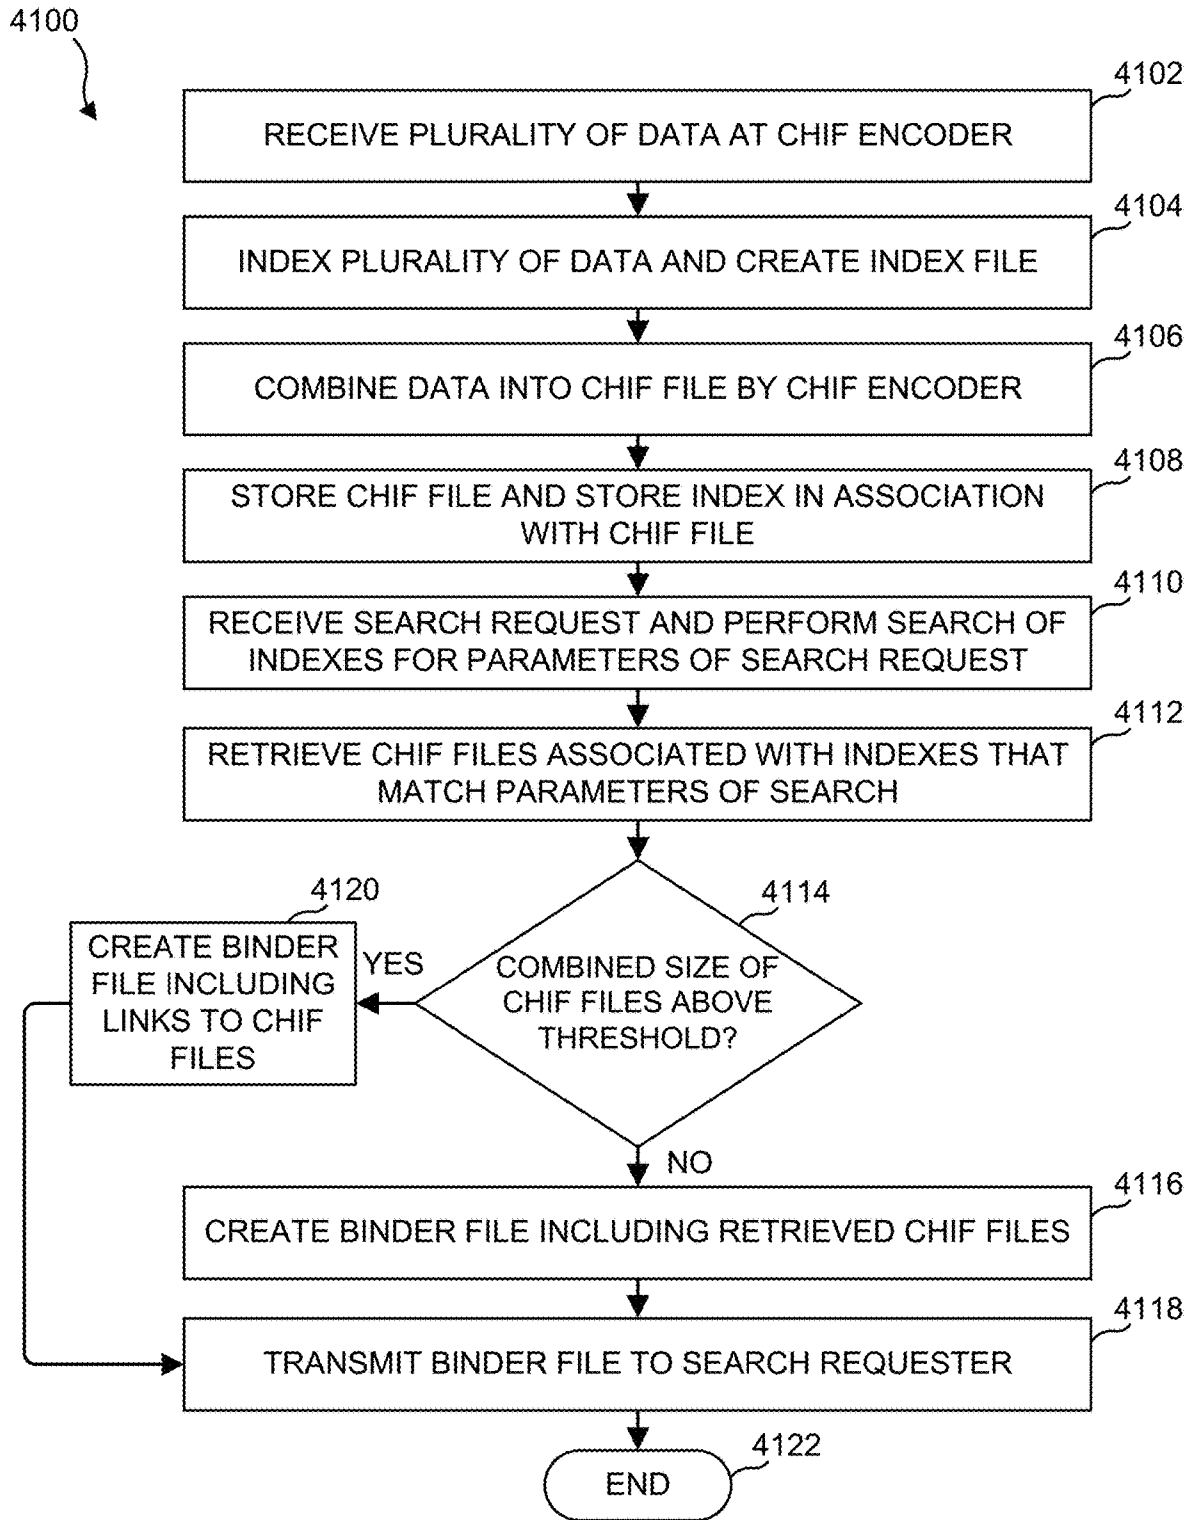 4100
4102
RECEIVE PLURALITY OF DATA AT CHIF ENCODER
4104
INDEX PLURALITY OF DATA AND CREATE INDEX FILE
4106
COMBINE DATA INTO CHIF FILE BY CHIF ENCODER
4108
STORE CHIF FILE AND STORE INDEX IN ASSOCIATION
WITH CHIF FILE
4110
RECEIVE SEARCH REQUEST AND PERFORM SEARCH OF
INDEXES FOR PARAMETERS OF SEARCH REQUEST
4112
RETRIEVE CHIF FILES ASSOCIATED WITH INDEXES THAT
MATCH PARAMETERS OF SEARCH
4114
COMBINED SIZE OF
CHIF FILES ABOVE
THRESHOLD?
YES
4120
CREATE BINDER
FILE INCLUDING
LINKS TO CHIF
FILES
NO
4116
CREATE BINDER FILE INCLUDING RETRIEVED CHIF FILES
4118
TRANSMIT BINDER FILE TO SEARCH REQUESTER
4122
END